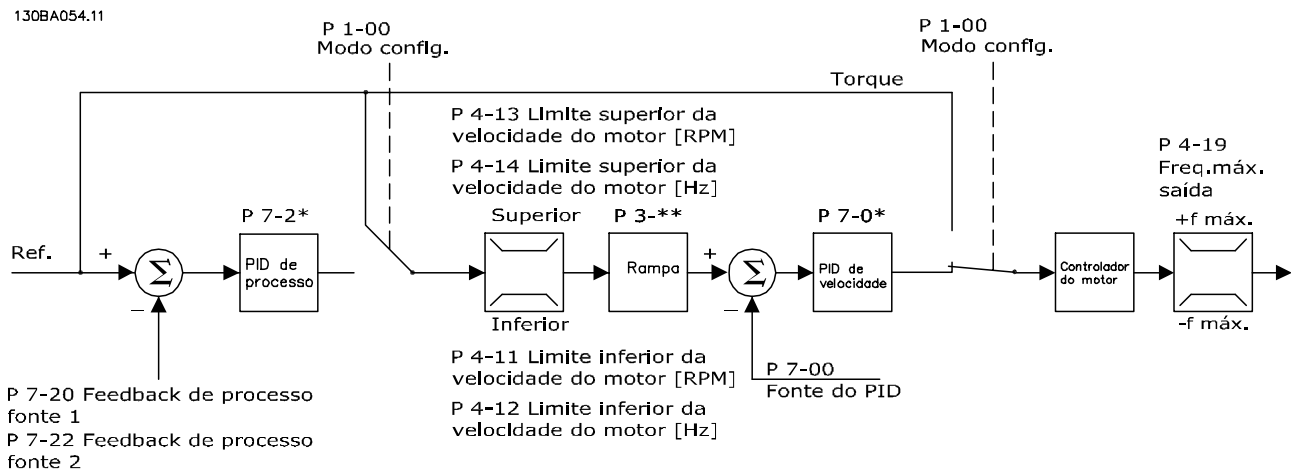 130BA054.11
P 1-00
Modo config.
P 1-00
Modo config.
Torque
P 4-13 Limite superior da
velocidade do motor [RPM]
P 4-14 Limite superior da
velocidade do motor [Hz]
P 4-19
Freq.máx.
saída
P 7-2*
Superior
P 3-**
P 7-0*
+f máx.
Ref.
+
Σ
PID de
processo
Rampa
+
Σ
PID de
velocidade
Controlador
do motor
–
Inferior
–
-f máx.
P 4-11 Limite inferior da
velocidade do motor [RPM]
P 4-12 Limite inferior da
velocidade do motor [Hz]
P 7-00
Fonte do PID
P 7-20 Feedback de processo
fonte 1
P 7-22 Feedback de processo
fonte 2